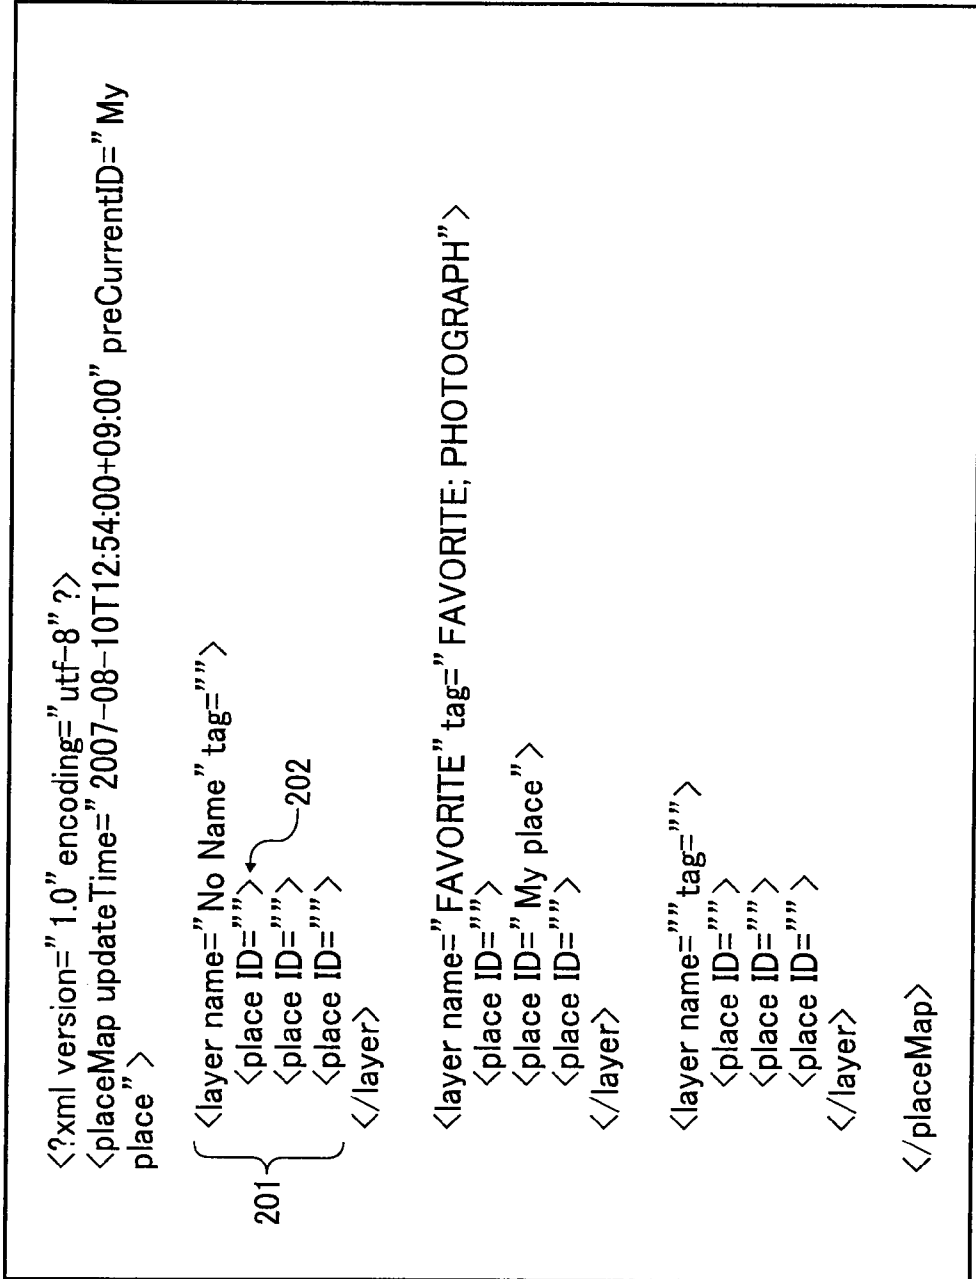 <?xml version="1.0" encoding="utf-8" ?>
<placeMap updateTime="2007-08-10T12:54:00+09:00" preCurrentID="My
place">
<layer name="No Name" tag="">
<place ID="">
<place ID="">
<place ID="">
</layer>
201
202
<layer name="FAVORITE" tag="FAVORITE; PHOTOGRAPH">
<place ID="">
<place ID="My place">
<place ID="">
</layer>
<layer name="" tag="">
<place ID="">
<place ID="">
<place ID="">
</layer>
</placeMap>